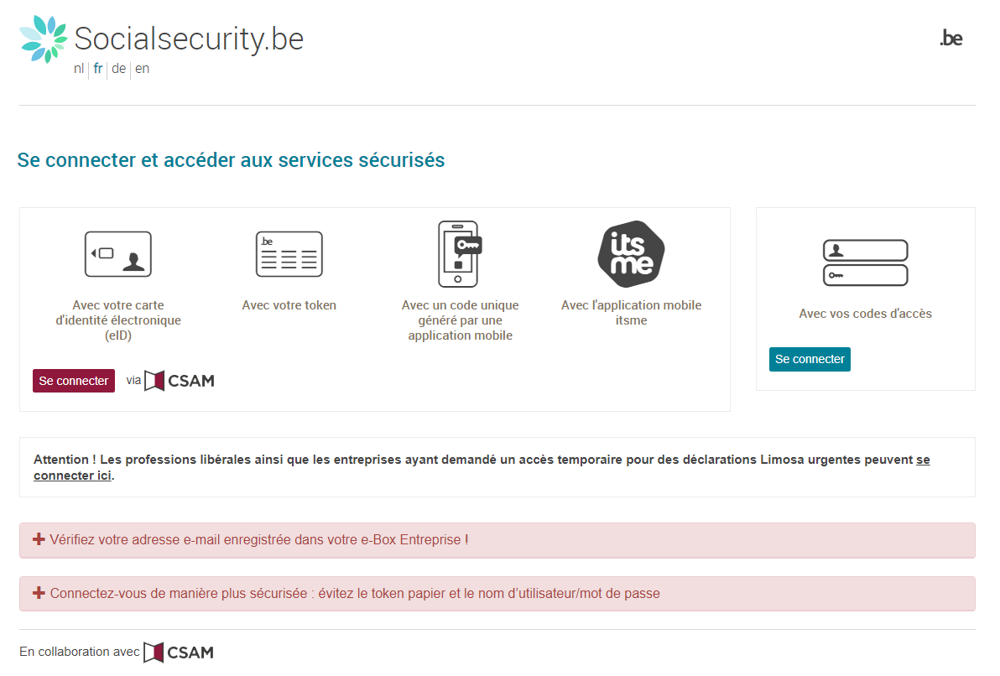 Socialsecurity.be
.be
nl | fr | de | en
Se connecter et accéder aux services sécurisés
Avec votre carte
d'identité électronique
(eID)
.be
Avec votre token
Avec un code unique
généré par une
application mobile
its
me
Avec l'application mobile
itsme
Se connecter via CSAM
Avec vos codes d'accès
Se connecter
Attention ! Les professions libérales ainsi que les entreprises ayant demandé un accès temporaire pour des déclarations Limosa urgentes peuvent se
connecter ici.
Vérifiez votre adresse e-mail enregistrée dans votre e-Box Entreprise !
Connectez-vous de manière plus sécurisée : évitez le token papier et le nom d’utilisateur/mot de passe
En collaboration avec CSAM